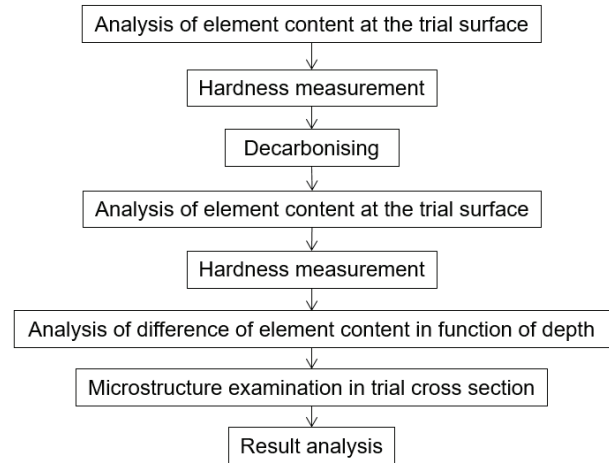 Analysis of element content at the trial surface
Hardness measurement
Decarbonising
Analysis of element content at the trial surface
Hardness measurement
Analysis of difference of element content in function of depth
Microstructure examination in trial cross section
Result analysis